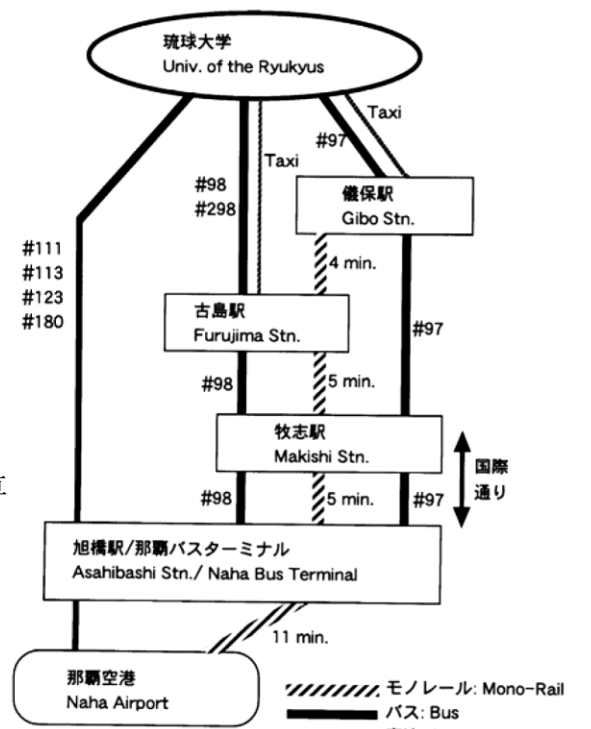 琉球大学
Univ. of the Ryukyus
Taxi
#97
Taxi
#98
#298
儀保駅
Gibo Stn.
#111
#113
#123
#180
4 min.
古島駅
Furujima Stn.
#97
#98
5 min.
牧志駅
Makishi Stn.
国際
通り
#98
5 min.
#97
旭橋駅/那覇バスターミナル
Asahibashi Stn./ Naha Bus Terminal
11 min.
那覇空港
Naha Airport
モノレール: Mono-Rail
バス: Bus